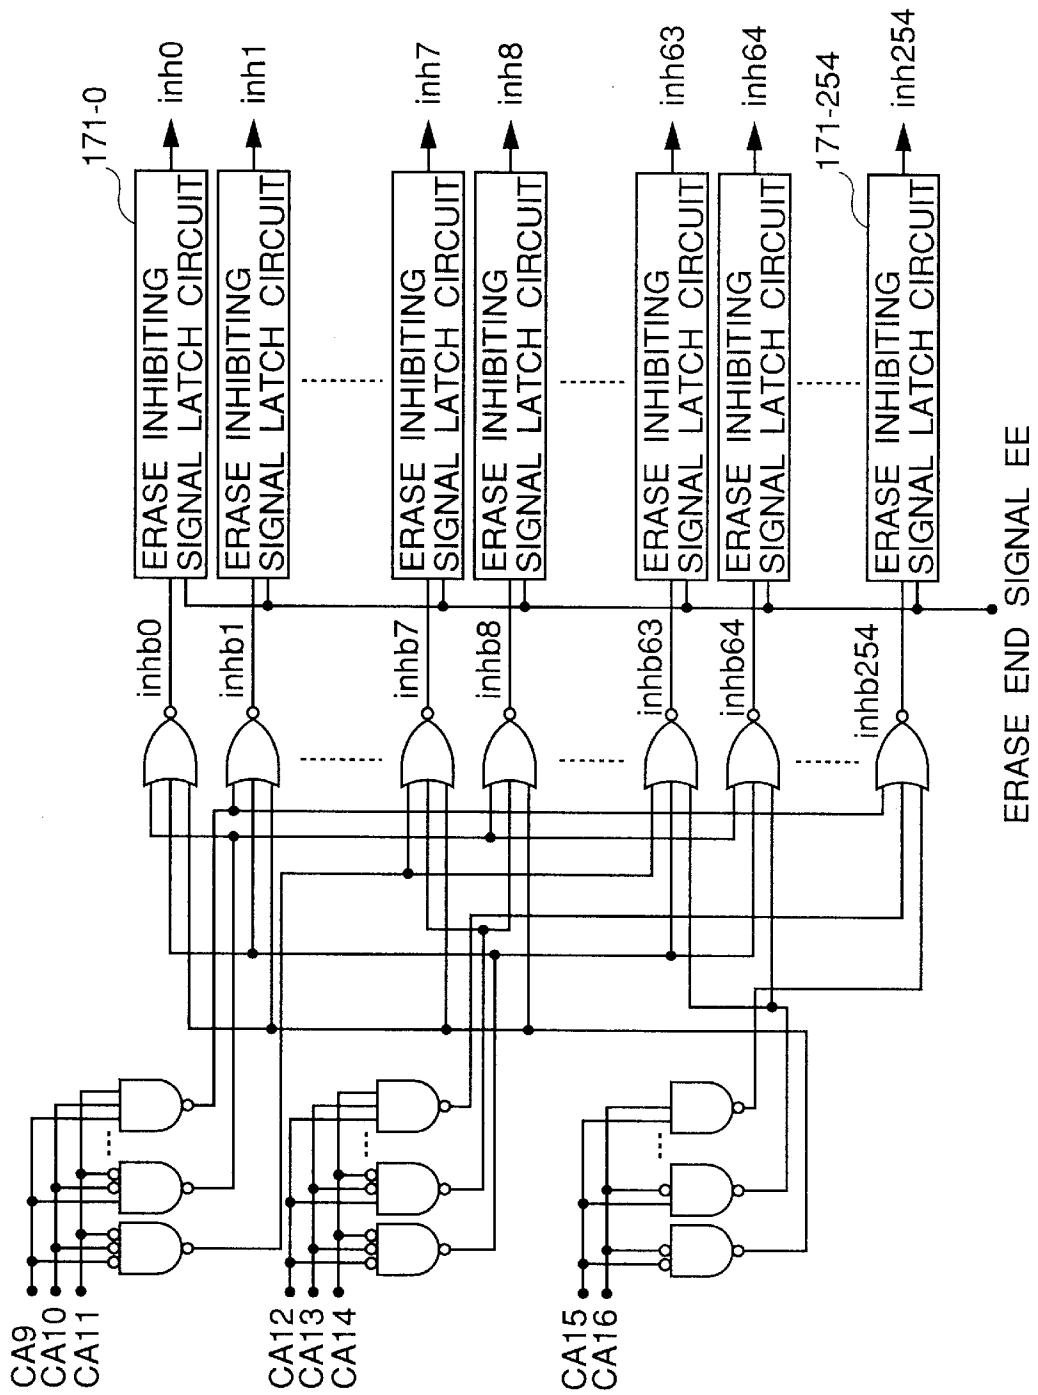 CA9
CA10
CA11
CA12
CA13
CA14
CA15
CA16
inhb0
inhb1
inhb7
inhb8
inhb63
inhb64
inhb254
171-0
ERASE INHIBITING
SIGNAL LATCH CIRCUIT
inh0
ERASE INHIBITING
SIGNAL LATCH CIRCUIT
inh1
ERASE INHIBITING
SIGNAL LATCH CIRCUIT
inh7
ERASE INHIBITING
SIGNAL LATCH CIRCUIT
inh8
ERASE INHIBITING
SIGNAL LATCH CIRCUIT
inh63
ERASE INHIBITING
SIGNAL LATCH CIRCUIT
inh64
171-254
ERASE INHIBITING
SIGNAL LATCH CIRCUIT
inh254
ERASE END SIGNAL EE